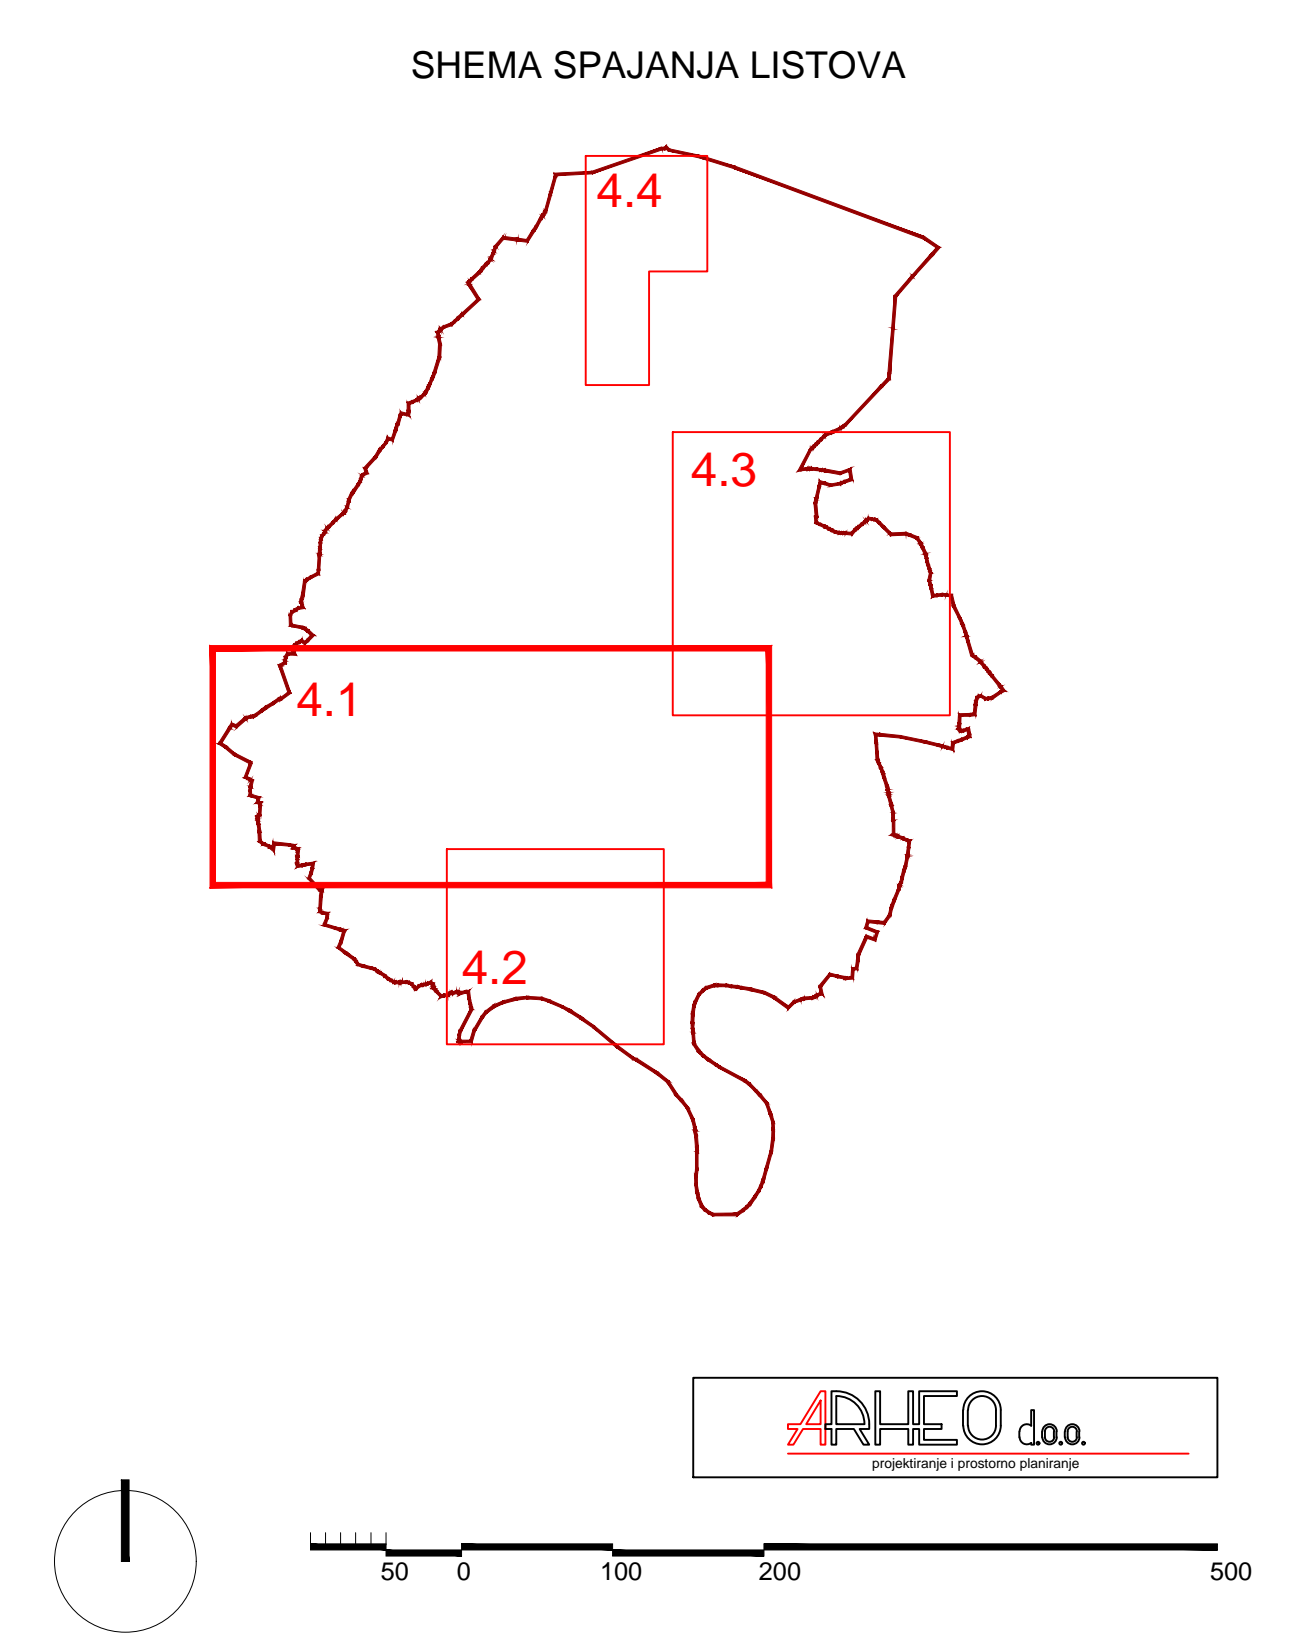 SHEMA SPAJANJA LISTOVA
4.4
4.3
4.1
4.2
ARHEO d.o.o.
projektiranje i prostorno planiranje
50 0 100 200 500